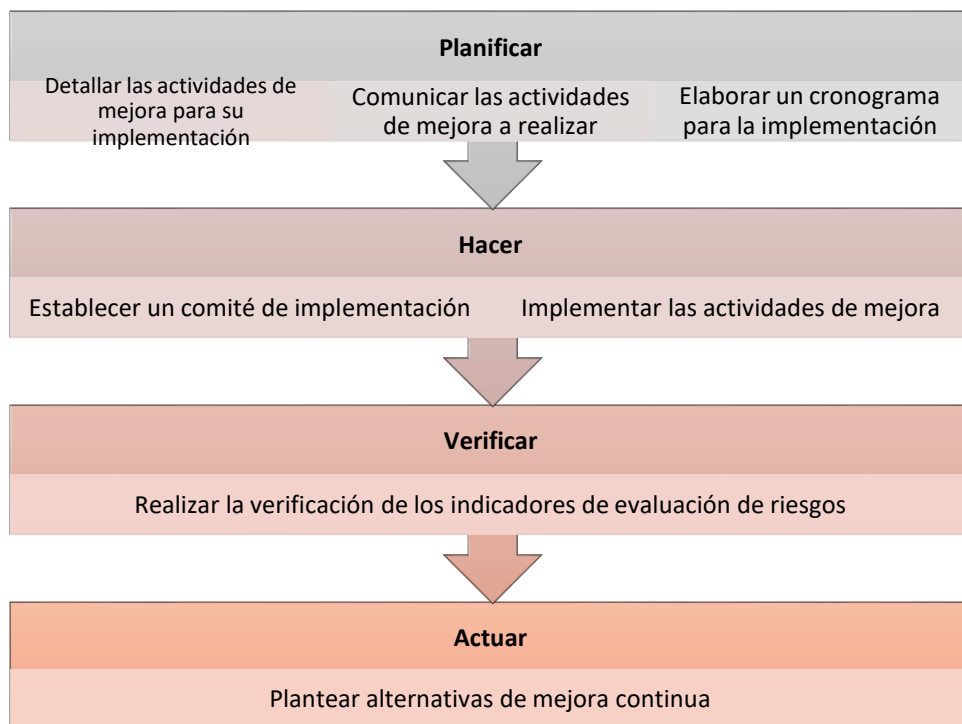 Planificar
Detallar las actividades de
mejora para su
implementación
Comunicar las actividades
de mejora a realizar
Elaborar un cronograma
para la implementación
Hacer
Establecer un comité de implementación
Implementar las actividades de mejora
Verificar
Realizar la verificación de los indicadores de evaluación de riesgos
Actuar
Plantear alternativas de mejora continua